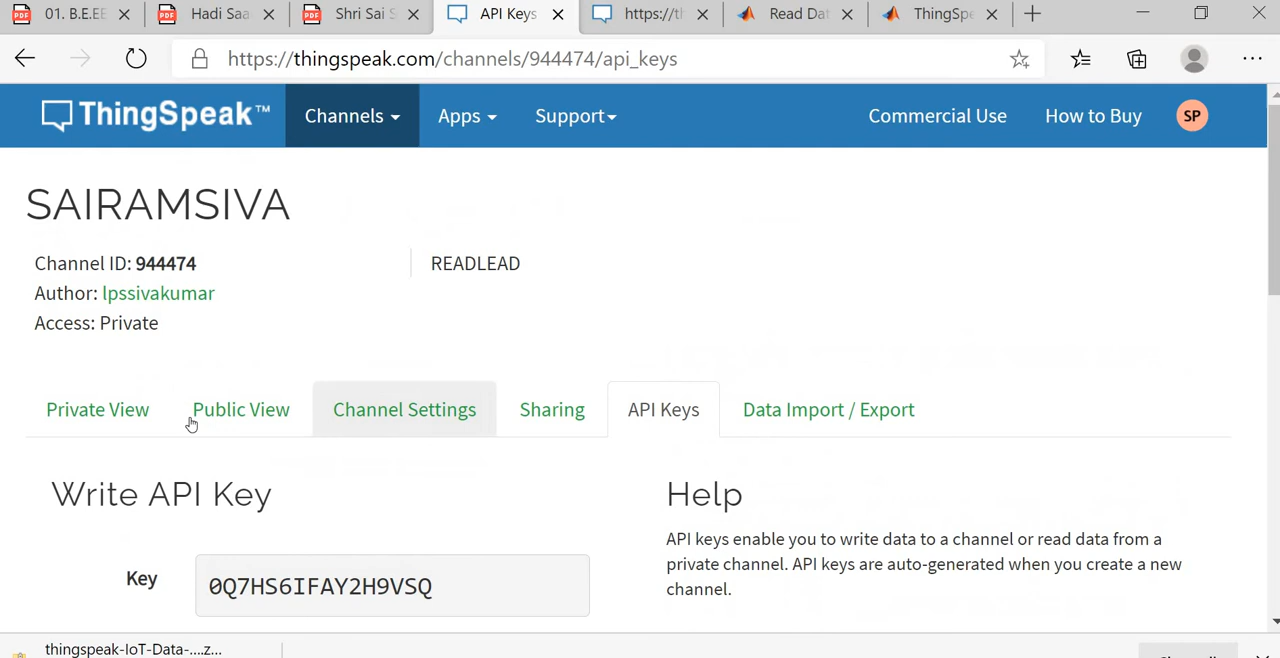 01. B.E.EE
Hadi Saa
Shri Sai S
API Keys
https://th
Read Dat
ThingSpe
https://thingspeak.com/channels/944474/api_keys
ThingSpeak™
Channels
Apps
Support
Commercial Use
How to Buy
SP
SAIRAMSIVA
Channel ID: 944474
READLEAD
Author: lpssivakumar
Access: Private
Private View
Public View
Channel Settings
Sharing
API Keys
Data Import / Export
Write API Key
Help
API keys enable you to write data to a channel or read data from a
private channel. API keys are auto-generated when you create a new
channel.
Key
0Q7HS6IFAY2H9VSQ
thingspeak-IoT-Data-....z...